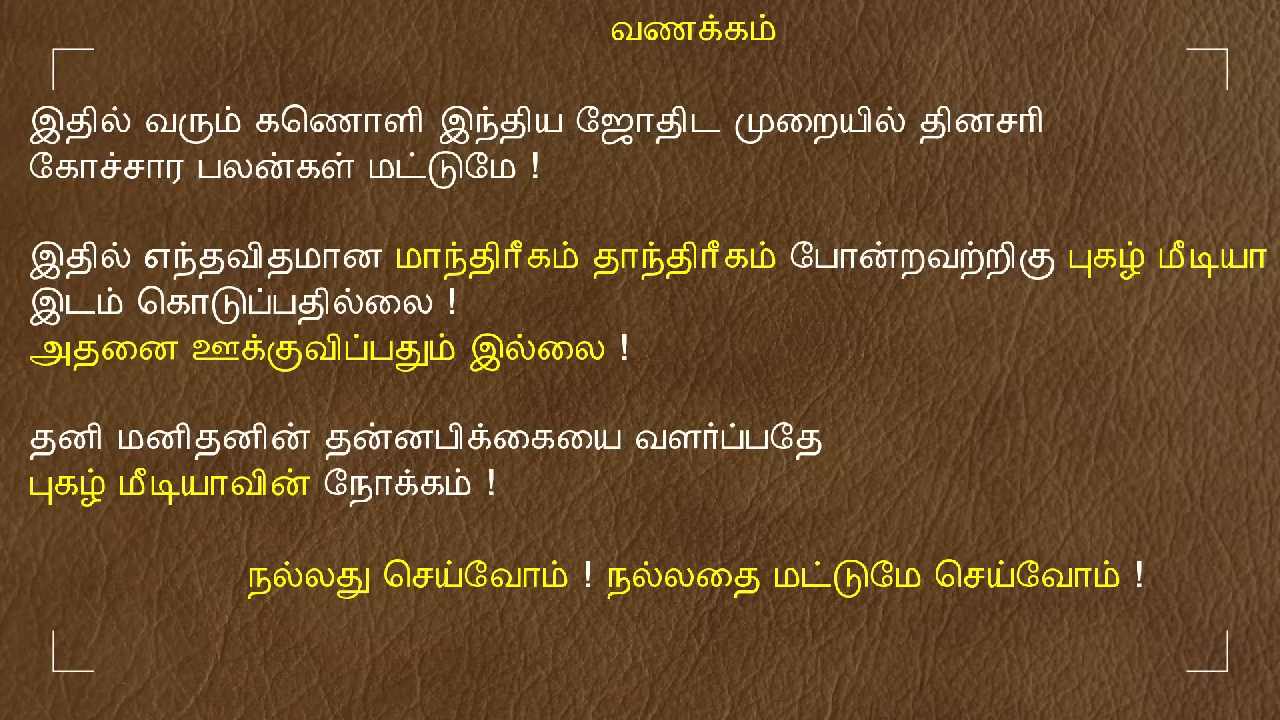 வணக்கம்
இதில் வரும் கணொளி இந்திய ஜோதிட முறையில் தினசரி
கோச்சார பலன்கள் மட்டுமே !
இதில் எந்தவிதமான மாந்திரீகம் தாந்திரீகம் போன்றவற்றிகு புகழ் மீடியா
இடம் கொடுப்பதில்லை !
அதனை ஊக்குவிப்பதும் இல்லை !
தனி மனிதனின் தன்னபிக்கையை வளர்ப்பதே
புகழ் மீடியாவின் நோக்கம் !
நல்லது செய்வோம் ! நல்லதை மட்டுமே செய்வோம் !